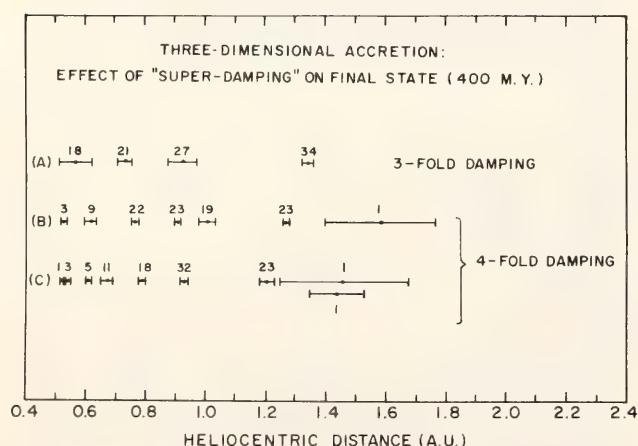 THREE-DIMENSIONAL ACCRETION:
EFFECT OF "SUPER-DAMPING" ON FINAL STATE (400 M.Y.)
18 21 27 34
(A) 3-FOLD DAMPING
3 9 22 23 19 23 1
(B)
4-FOLD DAMPING
13 5 11 18 32 23 1
(C)
1
0.4 0.6 0.8 1.0 1.2 1.4 1.6 1.8 2.0 2.2 2.4
HELIOCENTRIC DISTANCE (A.U.)